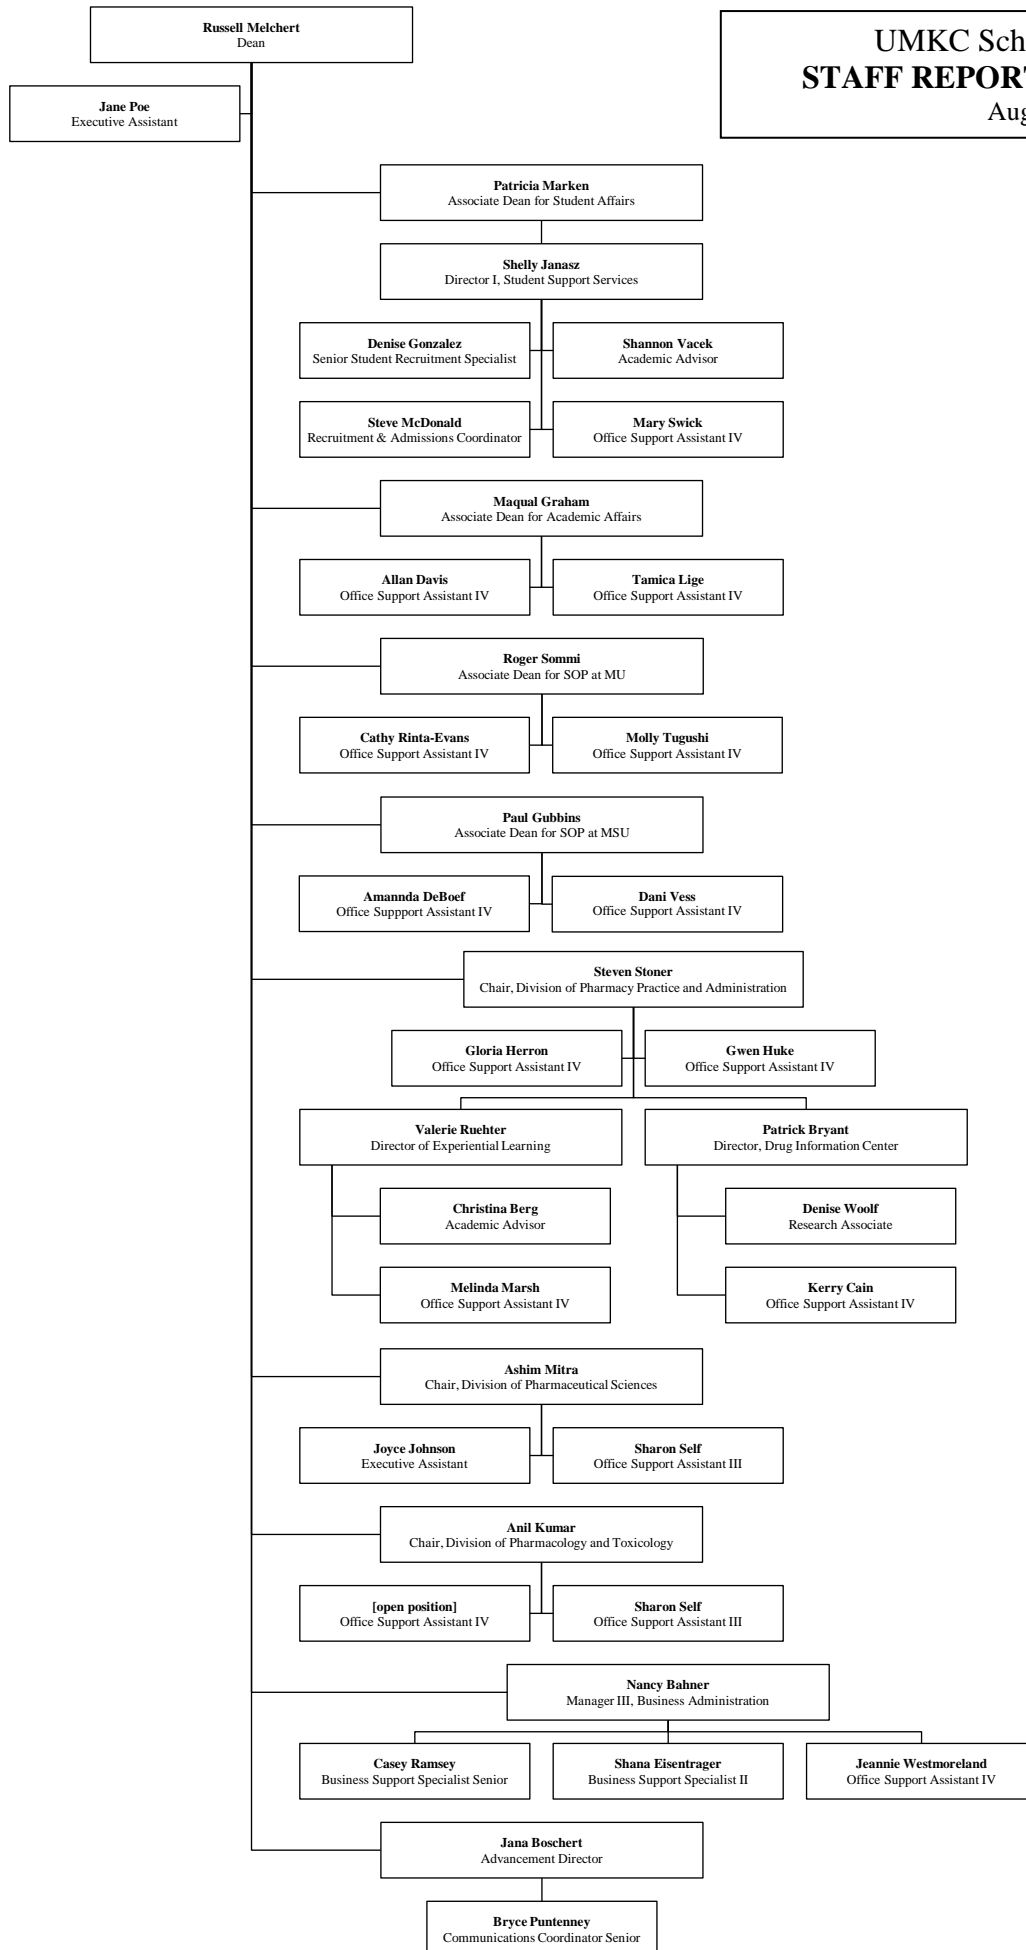 Russell Melchert
Dean
UMKC Sch
STAFF REPOR
Aug
Jane Poe
Executive Assistant
Patricia Marken
Associate Dean for Student Affairs
Shelly Janasz
Director I, Student Support Services
Denise Gonzalez
Senior Student Recruitment Specialist
Shannon Vacek
Academic Advisor
Steve McDonald
Recruitment & Admissions Coordinator
Mary Swick
Office Support Assistant IV
Maqual Graham
Associate Dean for Academic Affairs
Allan Davis
Office Support Assistant IV
Tamica Lige
Office Support Assistant IV
Roger Sommi
Associate Dean for SOP at MU
Cathy Rinta-Evans
Office Support Assistant IV
Molly Tugushi
Office Support Assistant IV
Paul Gubbins
Associate Dean for SOP at MSU
Amannda DeBoef
Office Suppport Assistant IV
Dani Vess
Office Support Assistant IV
Steven Stoner
Chair, Division of Pharmacy Practice and Administration
Gloria Herron
Office Support Assistant IV
Gwen Huke
Office Support Assistant IV
Valerie Ruehter
Director of Experiential Learning
Patrick Bryant
Director, Drug Information Center
Christina Berg
Academic Advisor
Denise Woolf
Research Associate
Melinda Marsh
Office Support Assistant IV
Kerry Cain
Office Support Assistant IV
Ashim Mitra
Chair, Division of Pharmaceutical Sciences
Joyce Johnson
Executive Assistant
Sharon Self
Office Support Assistant III
Anil Kumar
Chair, Division of Pharmacology and Toxicology
[open position]
Office Support Assistant IV
Sharon Self
Office Support Assistant III
Nancy Bahner
Manager III, Business Administration
Casey Ramsey
Business Support Specialist Senior
Shana Eisentrager
Business Support Specialist II
Jeannie Westmoreland
Office Support Assistant IV
Jana Boschert
Advancement Director
Bryce Puntenney
Communications Coordinator Senior